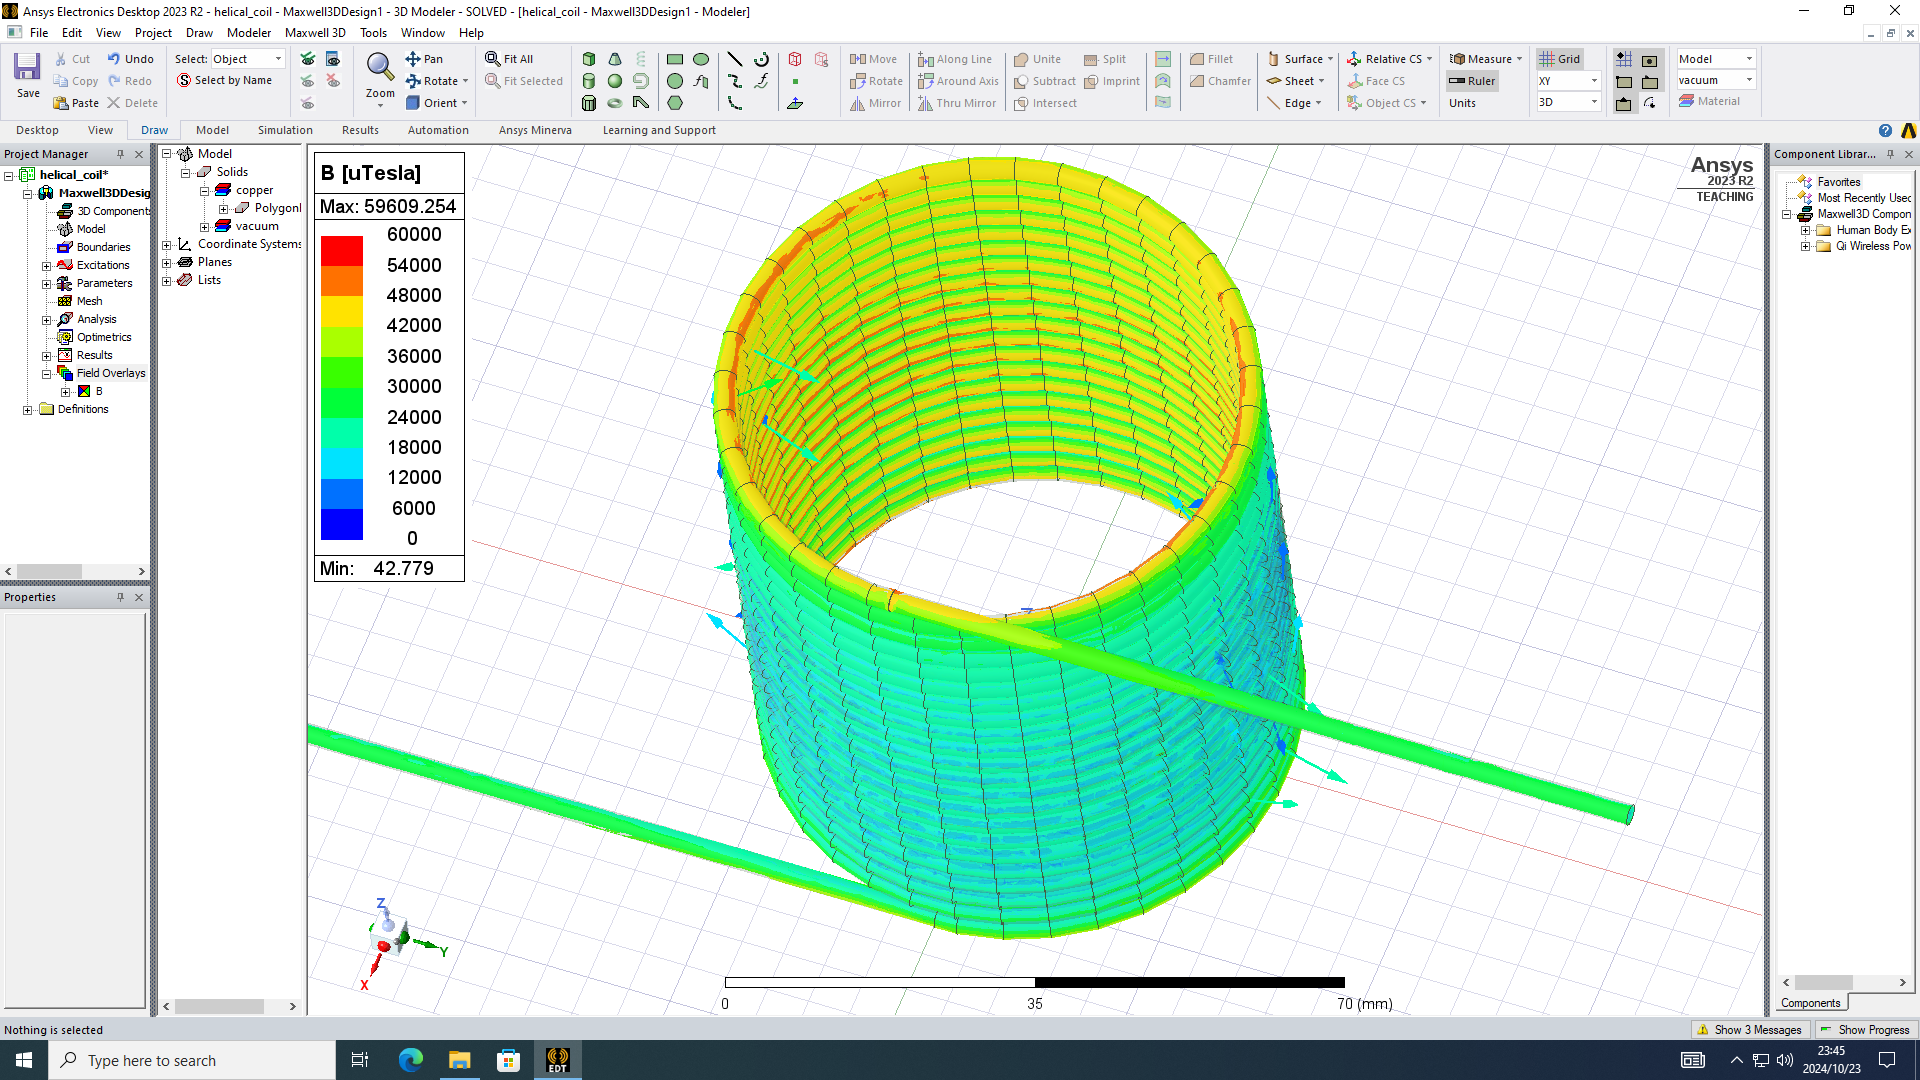 Ansys Electronics Desktop 2023 R2 - helical_coil - Maxwell3DDesign1 - 3D Modeler - SOLVED - [helical_coil - Maxwell3DDesign1 - Modeler]
File Edit View Project Draw Modeler Maxwell 3D Tools Window Help
Save
Cut
Copy
Paste
Undo
Redo
Delete
Select: Object
Select by Name
Zoom
Pan
Rotate
Orient
Fit All
Fit Selected
Move
Rotate
Mirror
Along Line
Around Axis
Thru Mirror
Unite
Subtract
Intersect
Split
Imprint
Fillet
Chamfer
Surface
Sheet
Edge
Relative CS
Face CS
Object CS
Measure
Ruler
Units
Grid
XY
3D
Model
vacuum
Material
Desktop View Draw Model Simulation Results Automation Ansys Minerva Learning and Support
Project Manager
helical_coil*
Maxwell3DDesig
3D Component
Model
Boundaries
Excitations
Parameters
Mesh
Analysis
Optimetrics
Results
Field Overlays
B
Definitions
Properties
Model
Solids
copper
Polygonl
vacuum
Coordinate Systems
Planes
Lists
B [uTesla]
Max: 59609.254
60000
54000
48000
42000
36000
30000
24000
18000
12000
6000
0
Min: 42.779
Ansys
2023 R2
TEACHING
Z
Z
Y
X
0 35 70 (mm)
Component Librar...
Favorites
Most Recently Used
Maxwell3D Compon
Human Body Ex
Qi Wireless Pow
Components
Nothing is selected
Show 3 Messages
Show Progress
Type here to search
EDT
23:45
2024/10/23